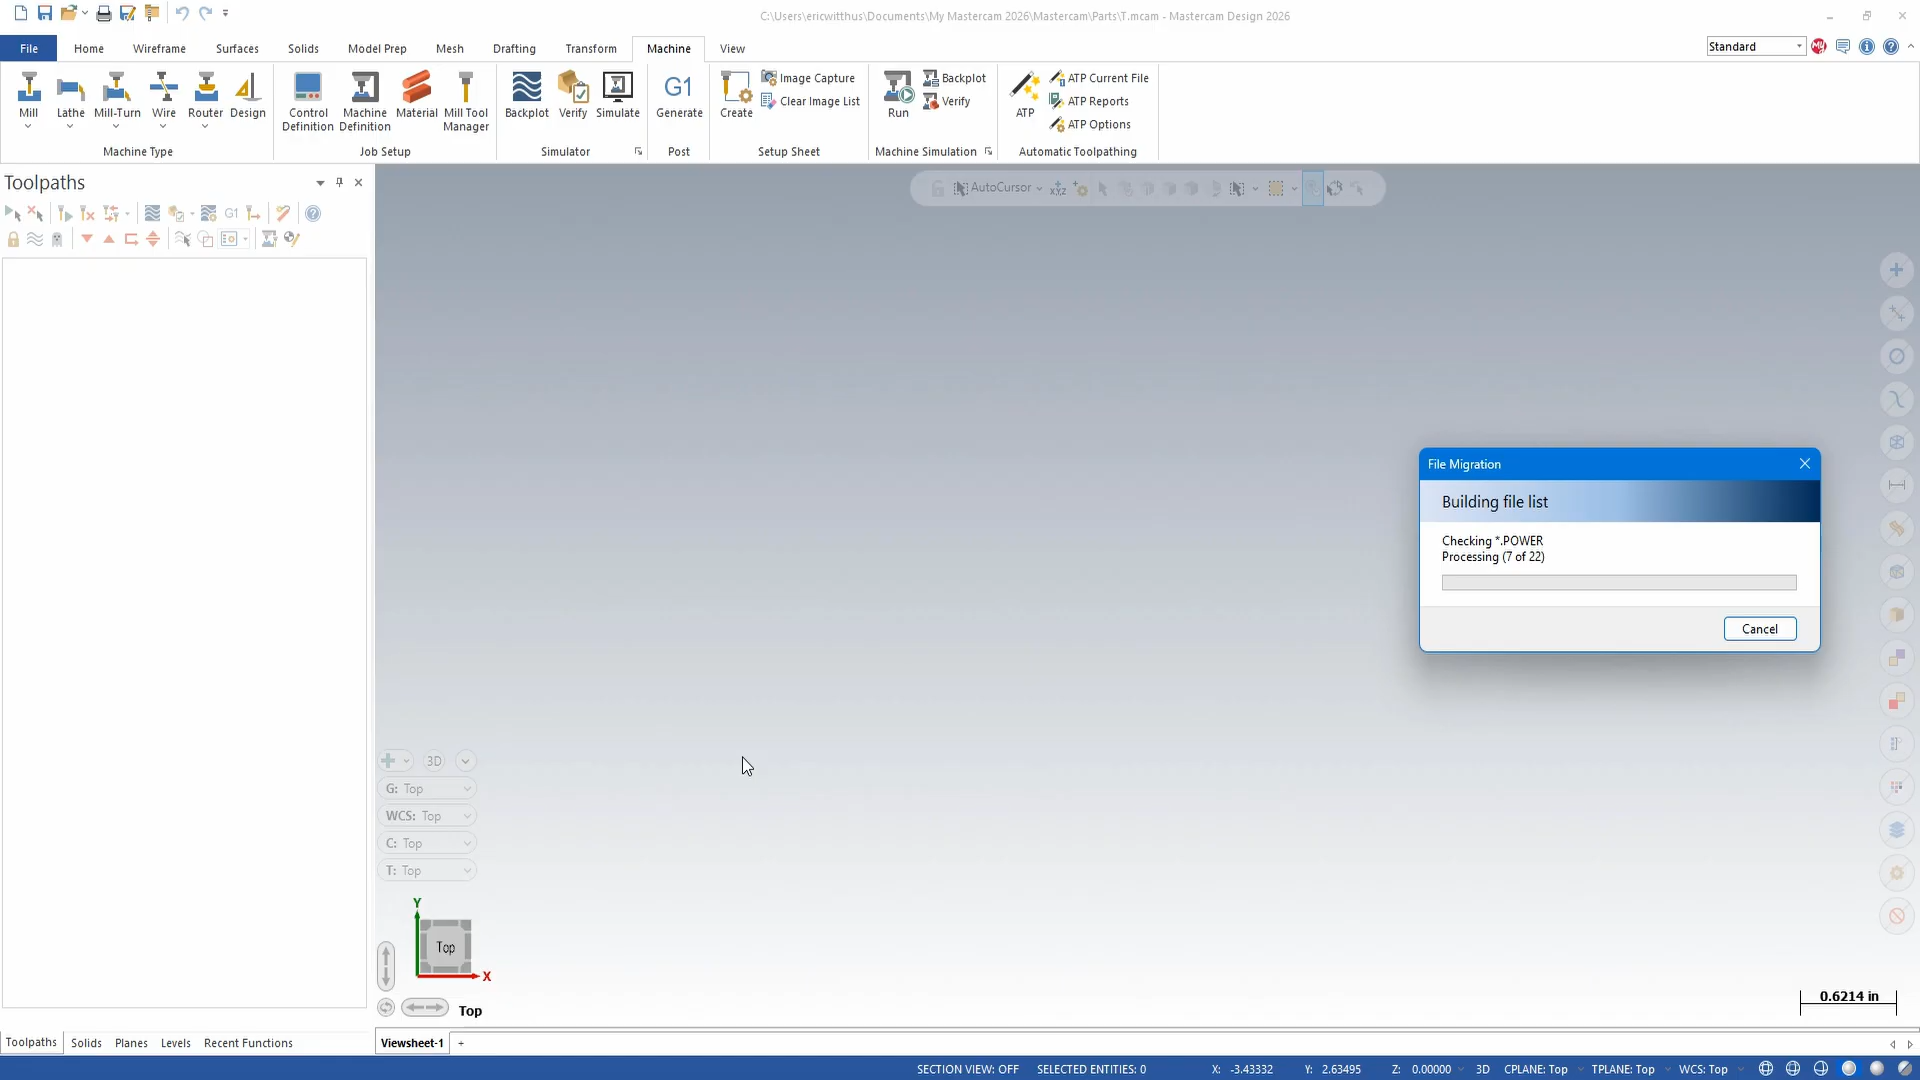 C:\Users\ericwitthus\Documents\My Mastercam 2026\Mastercam\Parts\T.mcam - Mastercam Design 2026
File
Home
Wireframe
Surfaces
Solids
Model Prep
Mesh
Drafting
Transform
Machine
View
Standard
Mill
Lathe
Mill-Turn
Wire
Router
Design
Machine Type
Control Definition
Machine Definition
Material
Mill Tool Manager
Job Setup
Backplot
Verify
Simulate
Simulator
G1
Generate
Post
Create
Image Capture
Clear Image List
Setup Sheet
Run
Backplot
Verify
Machine Simulation
ATP
ATP Current File
ATP Reports
ATP Options
Automatic Toolpathing
Toolpaths
G1
AutoCursor
File Migration
Building file list
Checking *.POWER
Processing (7 of 22)
Cancel
3D
G: Top
WCS: Top
C: Top
T: Top
Y
Top
X
Top
0.6214 in
Toolpaths
Solids
Planes
Levels
Recent Functions
Viewsheet-1
+
SECTION VIEW: OFF
SELECTED ENTITIES: 0
X: -3.43332
Y: 2.63495
Z: 0.00000
3D
CPLANE: Top
TPLANE: Top
WCS: Top